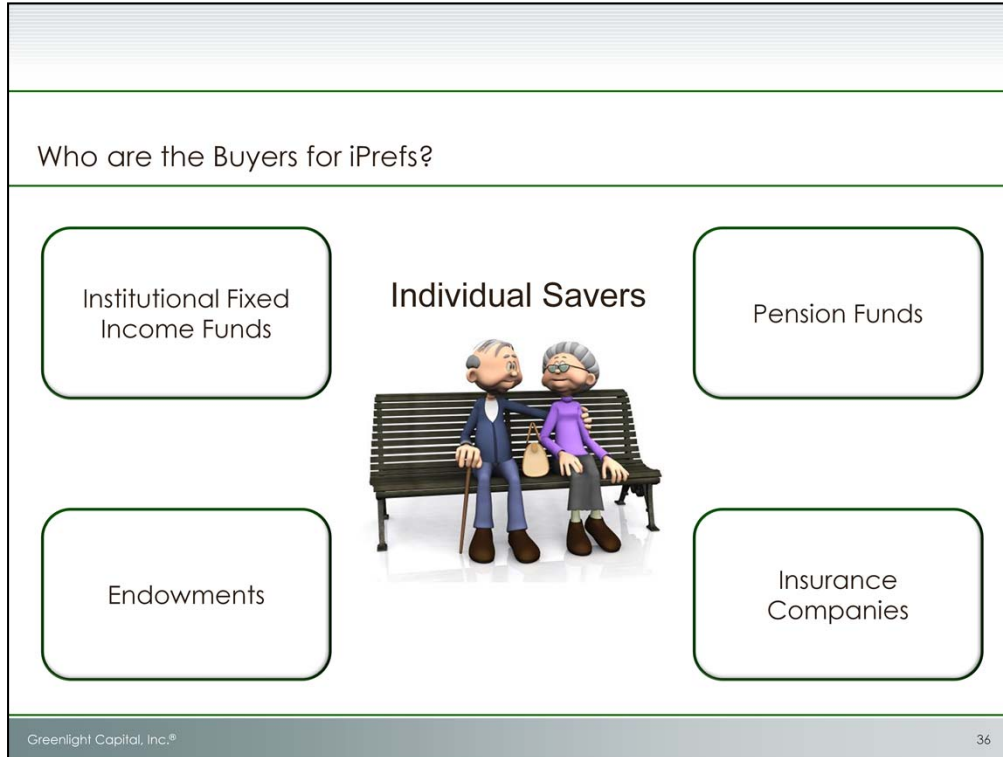 Who are the Buyers for iPrefs?
Institutional Fixed
Income Funds
Individual Savers
Pension Funds
Endowments
Insurance
Companies
Greenlight Capital, Inc.®
36